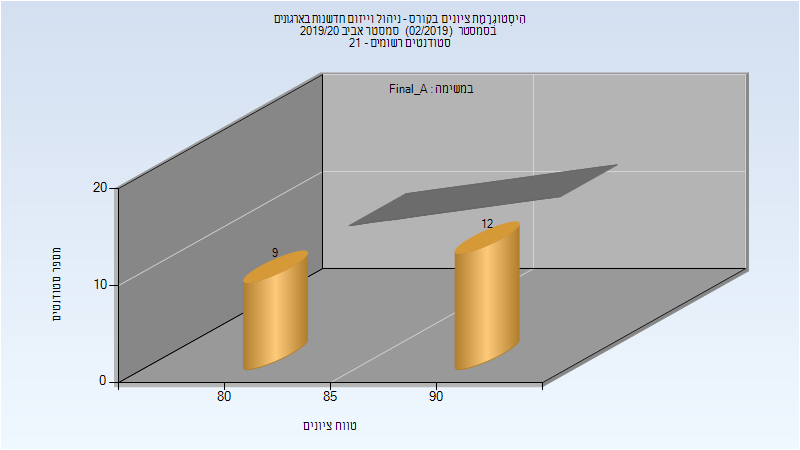 היסטוגרמת ציונים בקורס - ניהול וייזום חדשנות בארגונים
בסמסטר (02/2019) סמסטר אביב 2019/20
סטודנטים רשומים - 21
במשימה : Final_A
20
10
0
מספר סטודנטים
9
12
80
85
90
טווח ציונים